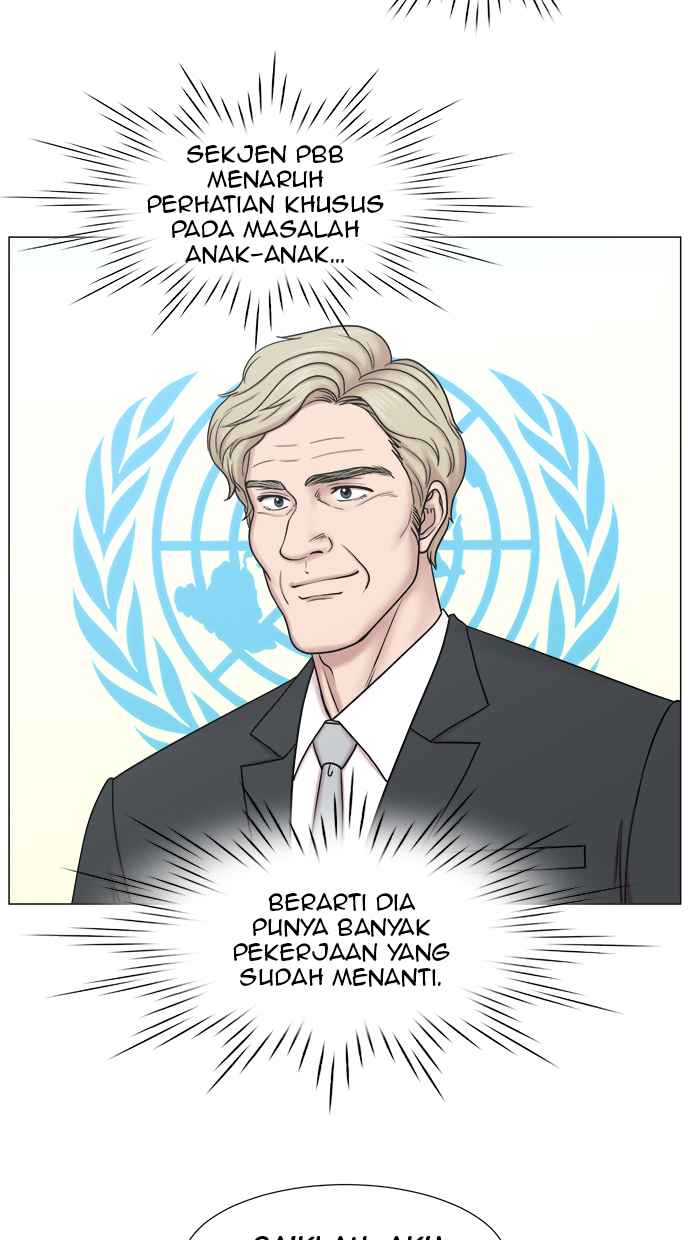 SEKJEN PBB
MENARUH
PERHATIAN KHUSUS
PADA MASALAH
ANAK-ANAK...
BERARTI DIA
PUNYA BANYAK
PEKERJAAN YANG
SUDAH MENANTI.